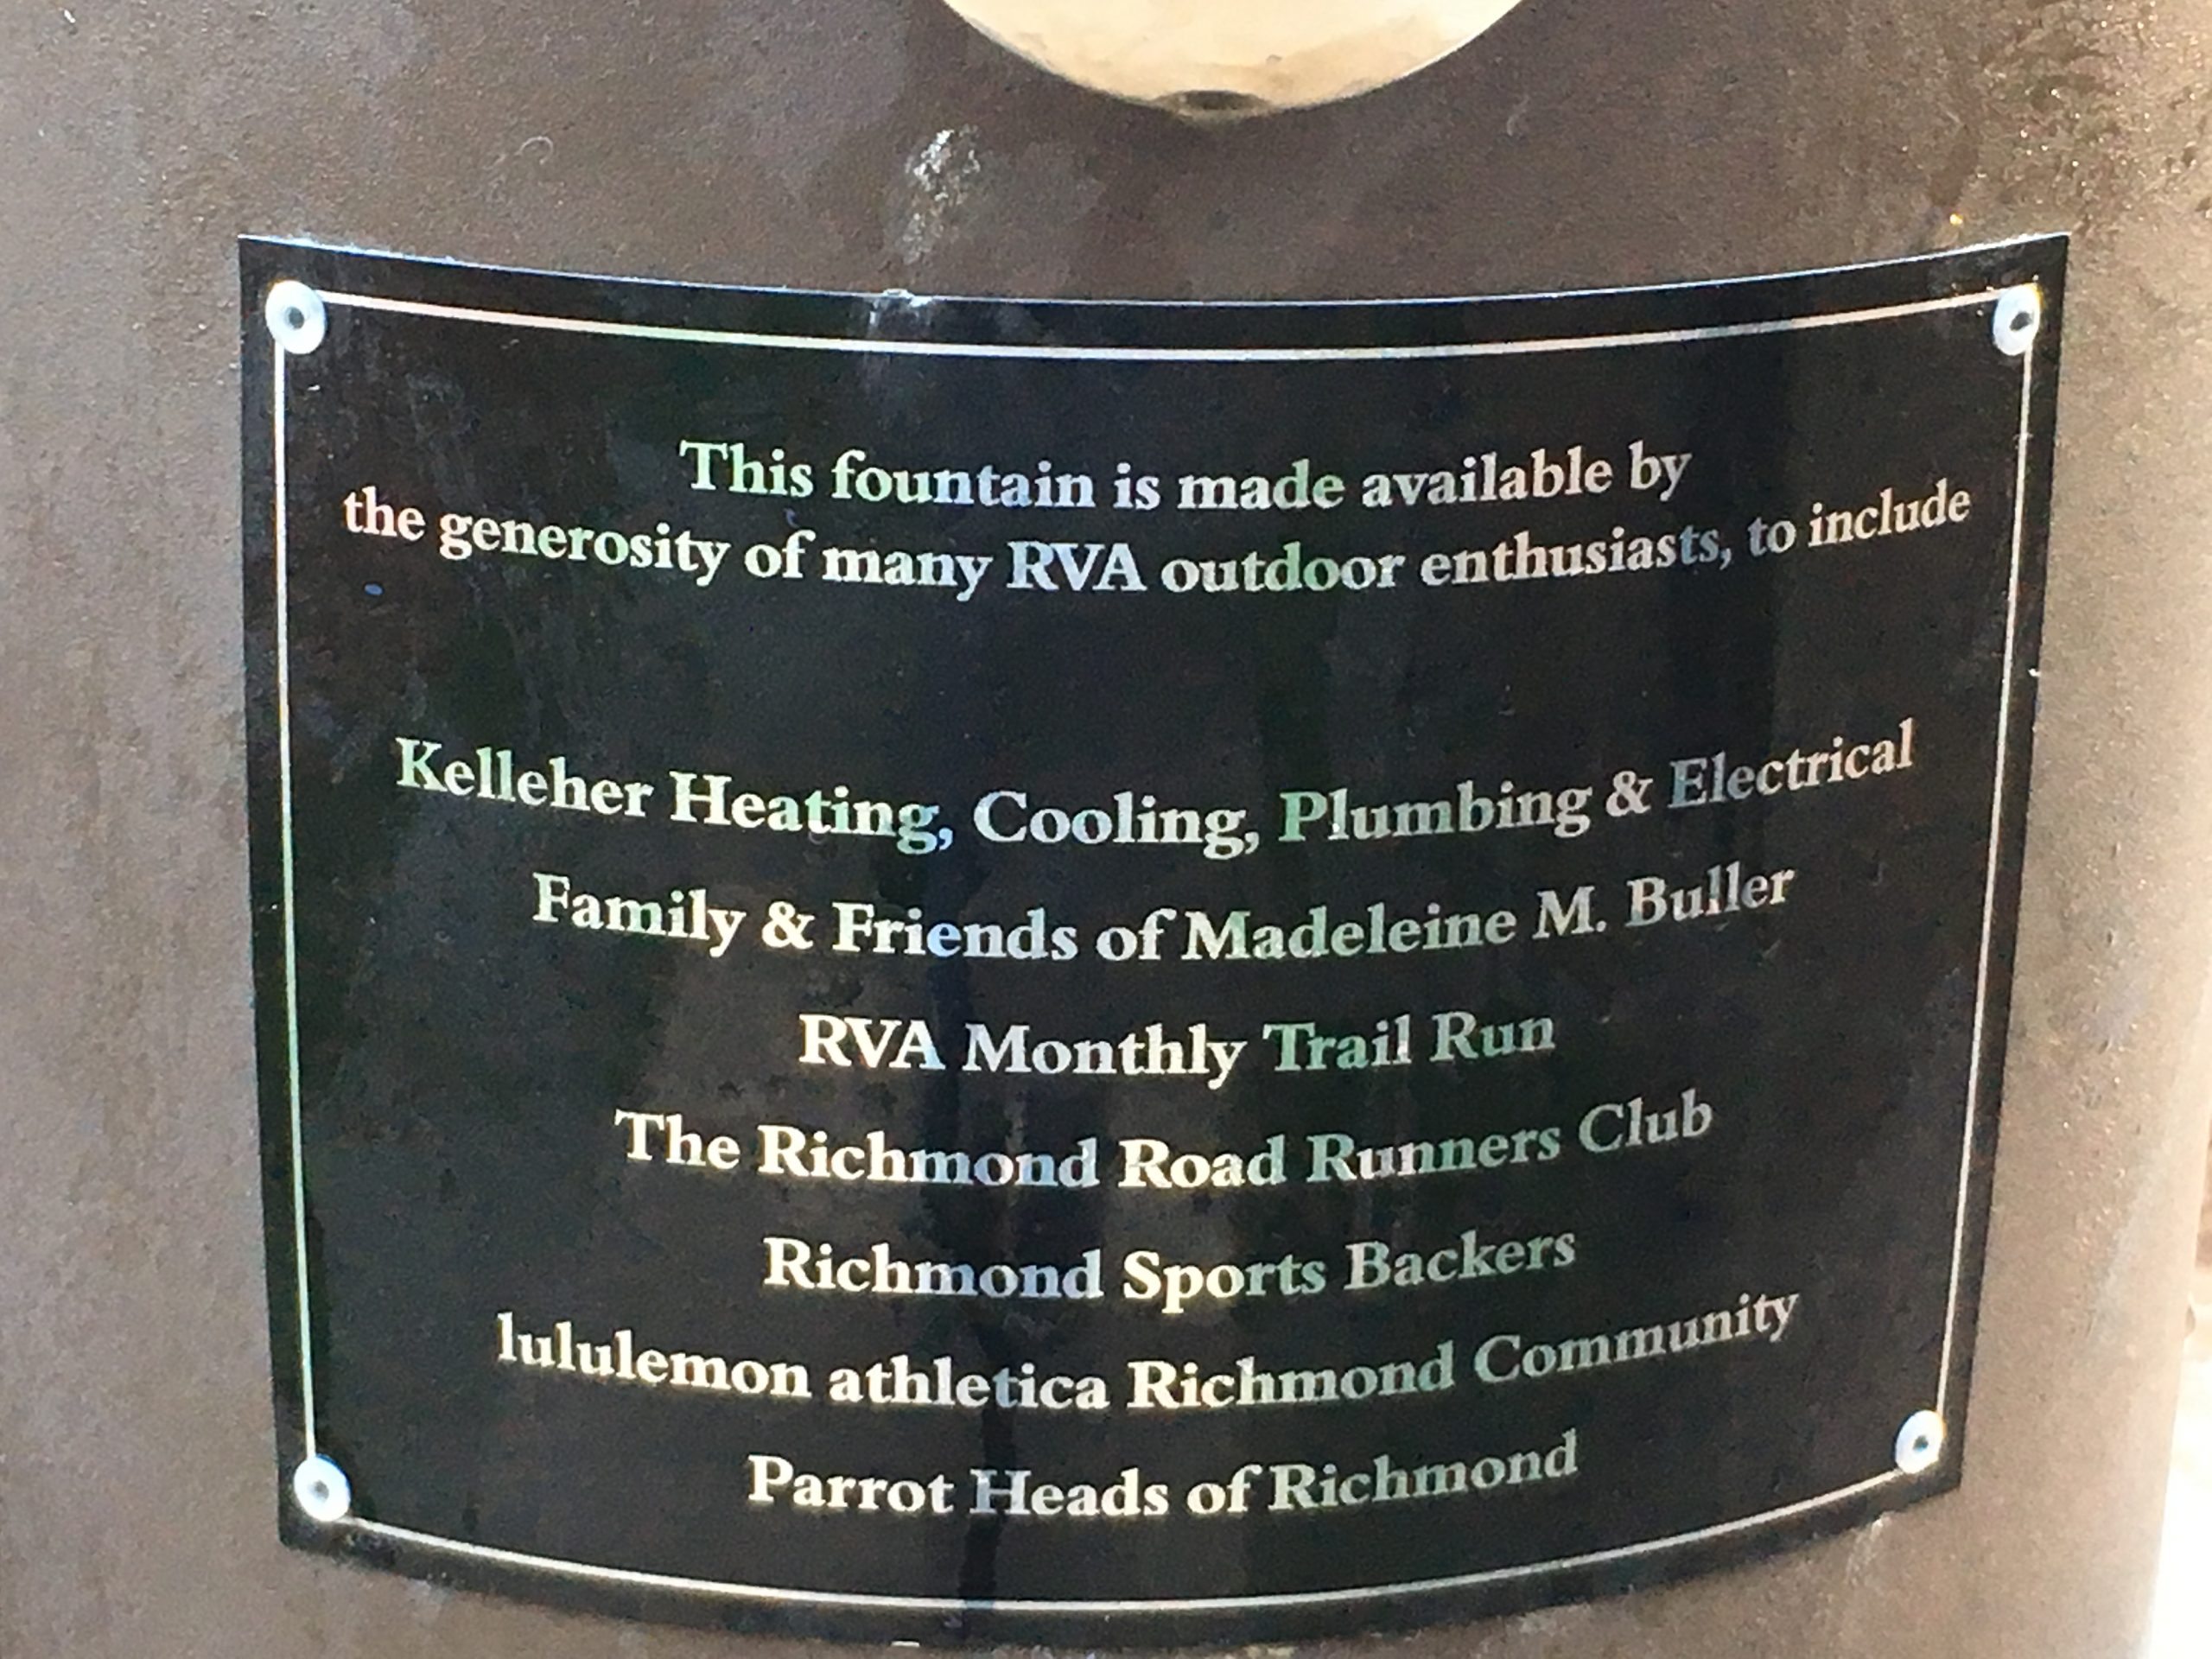 This fountain is made available by
the generosity of many RVA outdoor enthusiasts, to include
Kelleher Heating, Cooling, Plumbing & Electrical
Family & Friends of Madeleine M. Buller
RVA Monthly Trail Run
The Richmond Road Runners Club
Richmond Sports Backers
lululemon athletica Richmond Community
Parrot Heads of Richmond